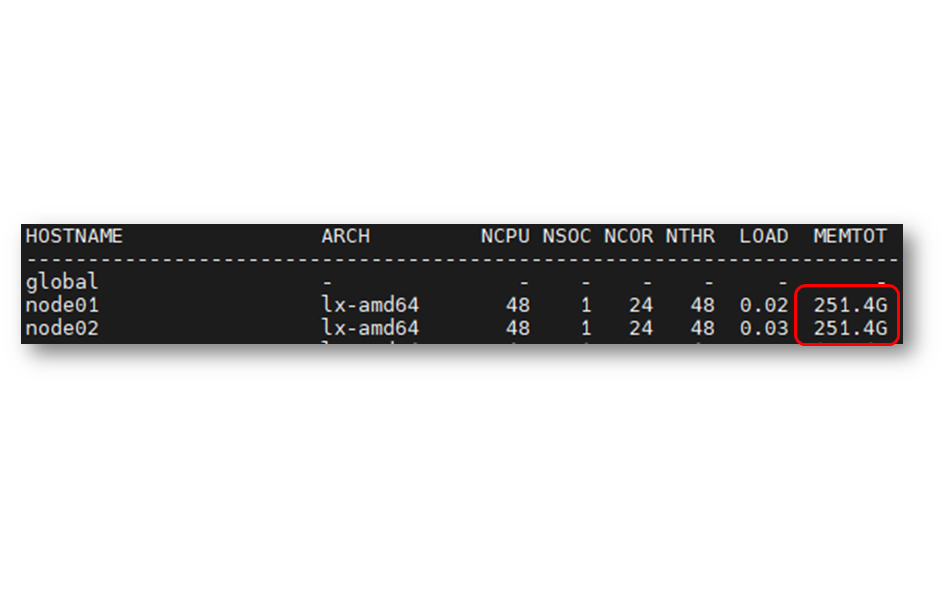 HOSTNAME ARCH NCPU NSOC NCOR NTHR LOAD MEMTOT
--------------------------------------------------------------------------------
global - - - - - - -
node01 lx-amd64 48 1 24 48 0.02 251.4G
node02 lx-amd64 48 1 24 48 0.03 251.4G